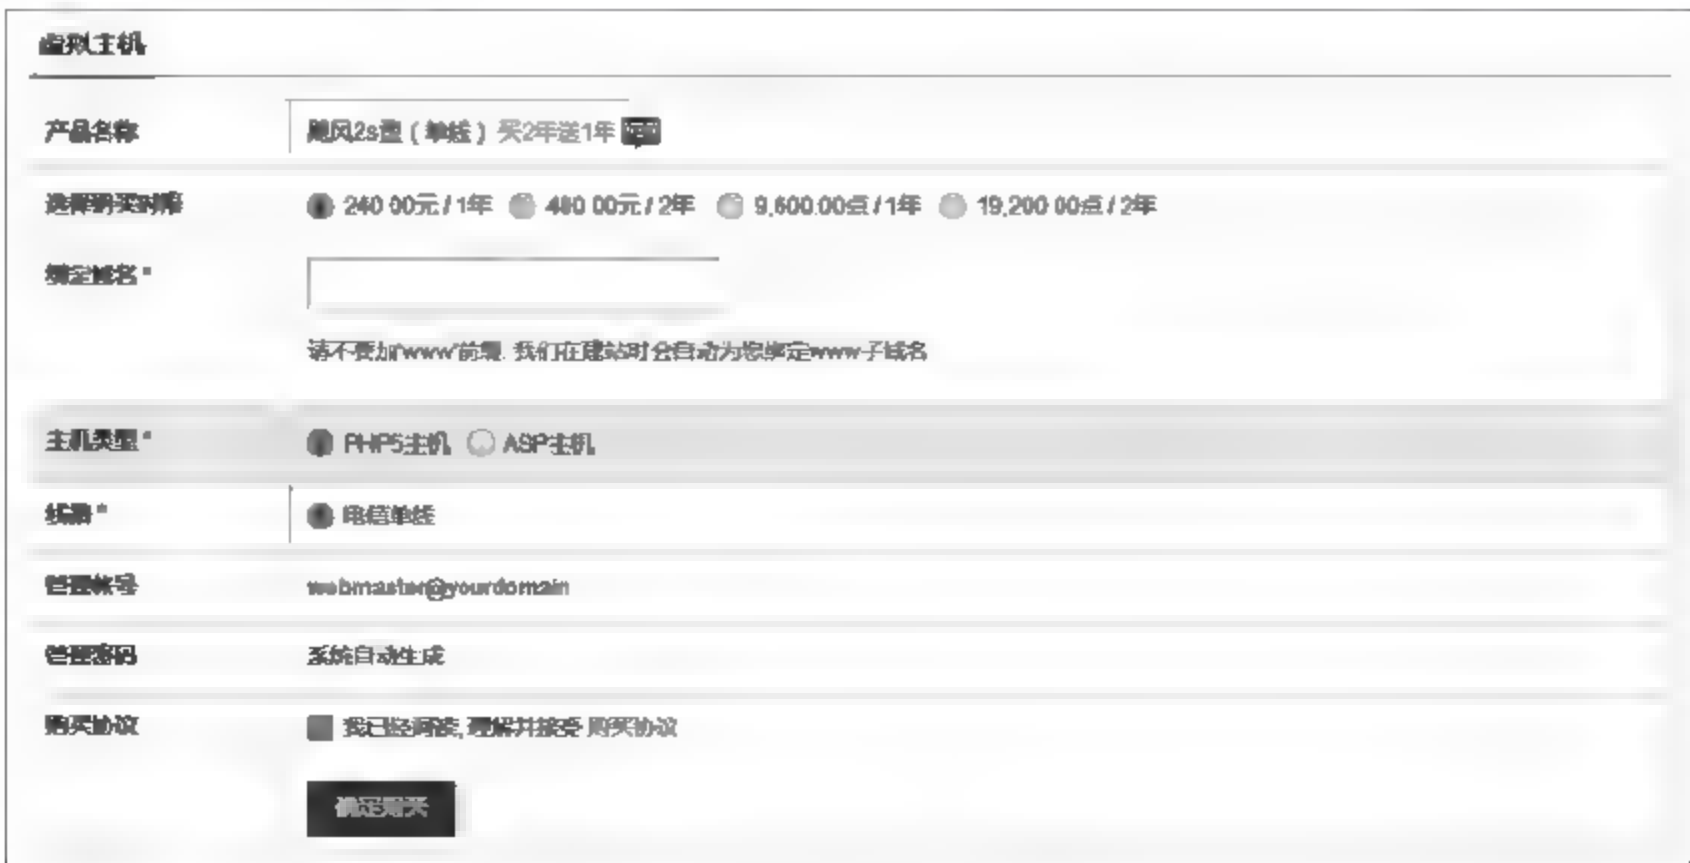 虚拟主机
产品名称 飓风2s型（单线） 买2年送1年
选择购买时期 240.00元 / 1年 480.00元 / 2年 9,600.00点 / 1年 19,200.00点 / 2年
绑定域名 *
请不要加"www"前缀. 我们在建站时会自动为您绑定www子域名
主机类型 * PHP5主机 ASP主机
线路 * 电信单线
管理帐号 webmaster@yourdomain
管理密码 系统自动生成
购买协议 我已经阅读, 理解并接受 购买协议
确定购买